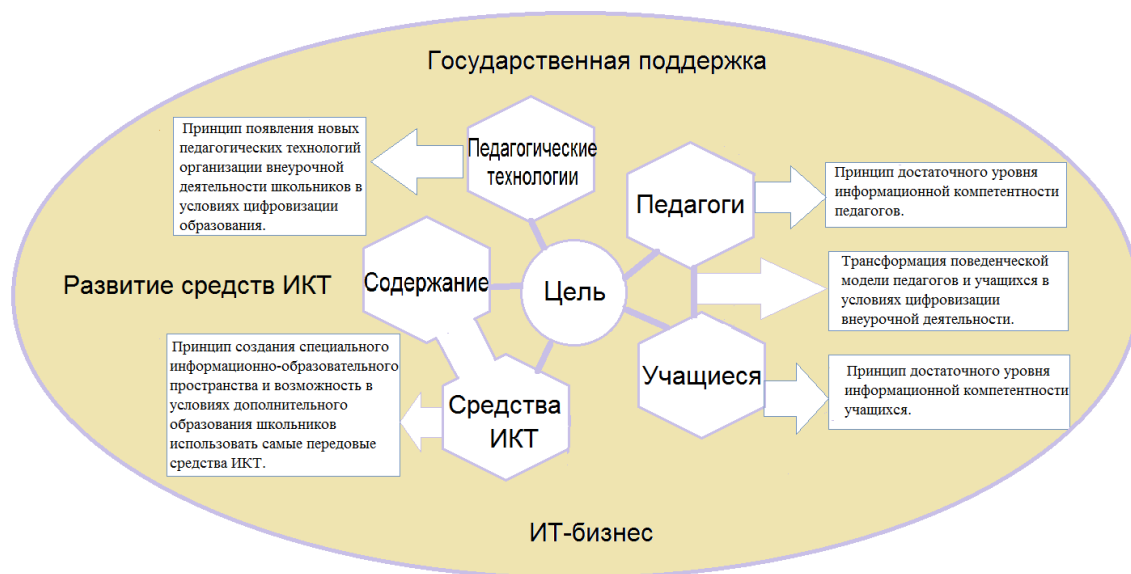 Государственная поддержка
Принцип появления новых
педагогических технологий
организации внеурочной
деятельности школьников в
условиях цифровизации
образования.
Педагогические
технологии
Педагоги
Принцип достаточного уровня
информационной компетентности
педагогов.
Развитие средств ИКТ
Содержание
Цель
Трансформация поведенческой
модели педагогов и учащихся в
условиях цифровизации
внеурочной деятельности.
Принцип создания специального
информационно-образовательного
пространства и возможность в
условиях дополнительного
образования школьников
использовать самые передовые
средства ИКТ.
Средства
ИКТ
Учащиеся
Принцип достаточного уровня
информационной компетентности
учащихся.
ИТ-бизнес